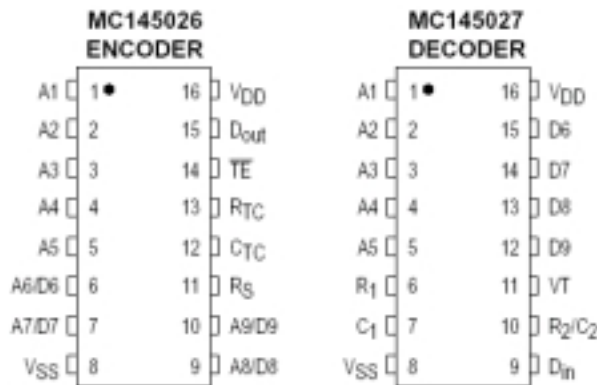 MC145026 MC145027
ENCODER DECODER
A1 1 16 VDD A1 1 16 VDD
A2 2 15 Dout A2 2 15 D6
A3 3 14 TE A3 3 14 D7
A4 4 13 RTC A4 4 13 D8
A5 5 12 CTC A5 5 12 D9
A6/D6 6 11 RS R1 6 11 VT
A7/D7 7 10 A9/D9 C1 7 10 R2/C2
VSS 8 9 A8/D8 VSS 8 9 Din